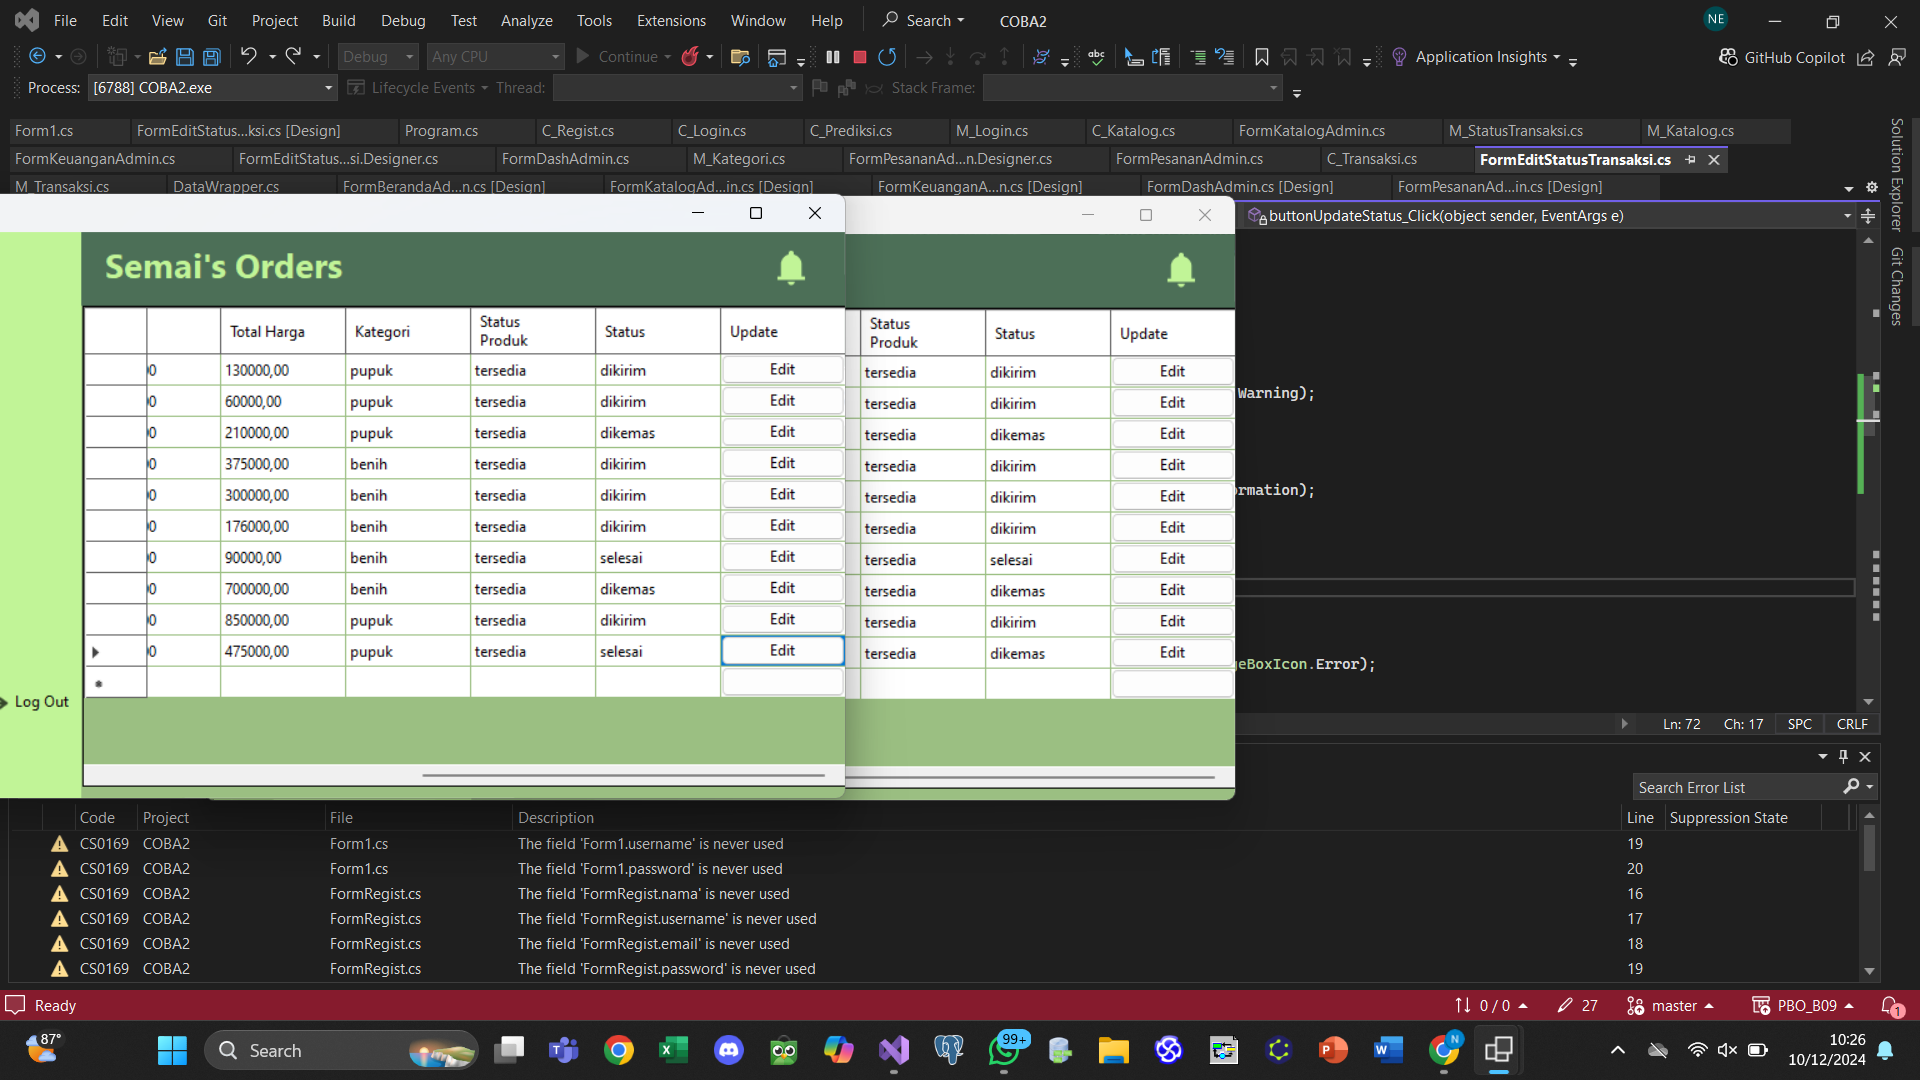 File Edit View Git Project Build Debug Test Analyze Tools Extensions Window Help Search COBA2 NE
Debug Any CPU Continue abc Application Insights GitHub Copilot
Process: [6788] COBA2.exe Lifecycle Events Thread: Stack Frame:
Form1.cs FormEditStatus...ksi.cs [Design] Program.cs C_Regist.cs C_Login.cs C_Prediksi.cs M_Login.cs C_Katalog.cs FormKatalogAdmin.cs M_StatusTransaksi.cs M_Katalog.cs
FormKeuanganAdmin.cs FormEditStatus...si.Designer.cs FormDashAdmin.cs M_Kategori.cs FormPesananAd...n.Designer.cs FormPesananAdmin.cs C_Transaksi.cs FormEditStatusTransaksi.cs
M_Transaksi.cs DataWrapper.cs FormBerandaAd...n.cs [Design] FormKatalogAd...in.cs [Design] FormKeuanganA...n.cs [Design] FormDashAdmin.cs [Design] FormPesananAd...in.cs [Design]
Solution Explorer
Git Changes
buttonUpdateStatus_Click(object sender, EventArgs e)
Semai's Orders
Total Harga Kategori Status Produk Status Update
130000,00 pupuk tersedia dikirim Edit
60000,00 pupuk tersedia dikirim Edit
210000,00 pupuk tersedia dikemas Edit
375000,00 benih tersedia dikirim Edit
300000,00 benih tersedia dikirim Edit
176000,00 benih tersedia dikirim Edit
90000,00 benih tersedia selesai Edit
700000,00 benih tersedia dikemas Edit
850000,00 pupuk tersedia dikirim Edit
475000,00 pupuk tersedia selesai Edit
Log Out
Status Produk Status Update
tersedia dikirim Edit
tersedia dikirim Edit
tersedia dikemas Edit
tersedia dikirim Edit
tersedia dikirim Edit
tersedia dikirim Edit
tersedia selesai Edit
tersedia dikemas Edit
tersedia dikirim Edit
tersedia dikemas Edit
Warning);
rmation);
eBoxIcon.Error);
Ln: 72 Ch: 17 SPC CRLF
Search Error List
Code Project File Description Line Suppression State
CS0169 COBA2 Form1.cs The field 'Form1.username' is never used 19
CS0169 COBA2 Form1.cs The field 'Form1.password' is never used 20
CS0169 COBA2 FormRegist.cs The field 'FormRegist.nama' is never used 16
CS0169 COBA2 FormRegist.cs The field 'FormRegist.username' is never used 17
CS0169 COBA2 FormRegist.cs The field 'FormRegist.email' is never used 18
CS0169 COBA2 FormRegist.cs The field 'FormRegist.password' is never used 19
Ready 0 / 0 27 master PBO_B09 1
87° Search 99+ 10:26
10/12/2024